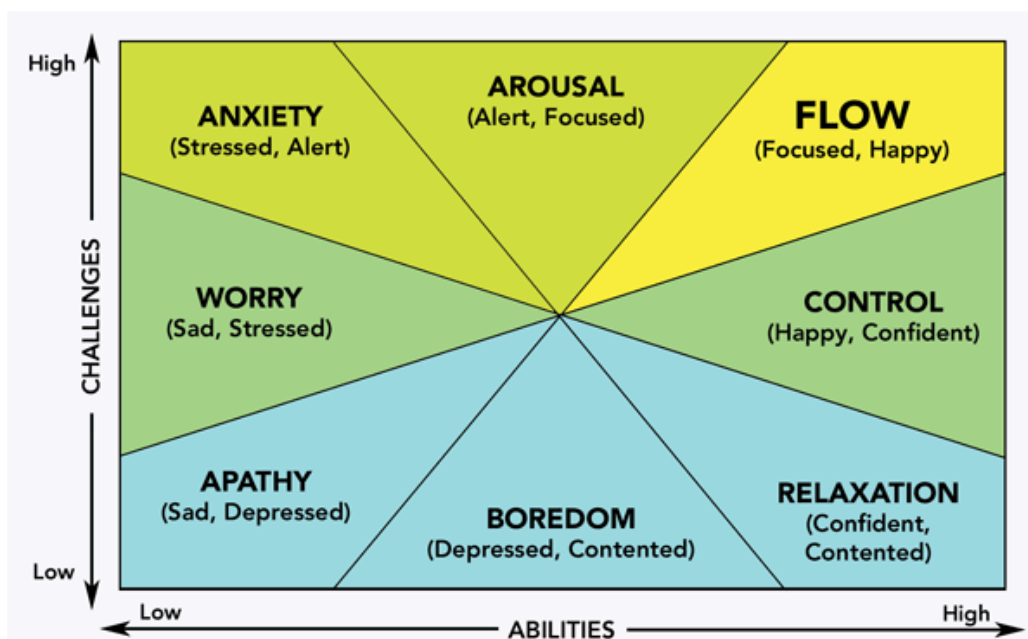 High
CHALLENGES
Low
ANXIETY
(Stressed, Alert)
AROUSAL
(Alert, Focused)
FLOW
(Focused, Happy)
WORRY
(Sad, Stressed)
CONTROL
(Happy, Confident)
APATHY
(Sad, Depressed)
BOREDOM
(Depressed, Contented)
RELAXATION
(Confident,
Contented)
Low
ABILITIES
High